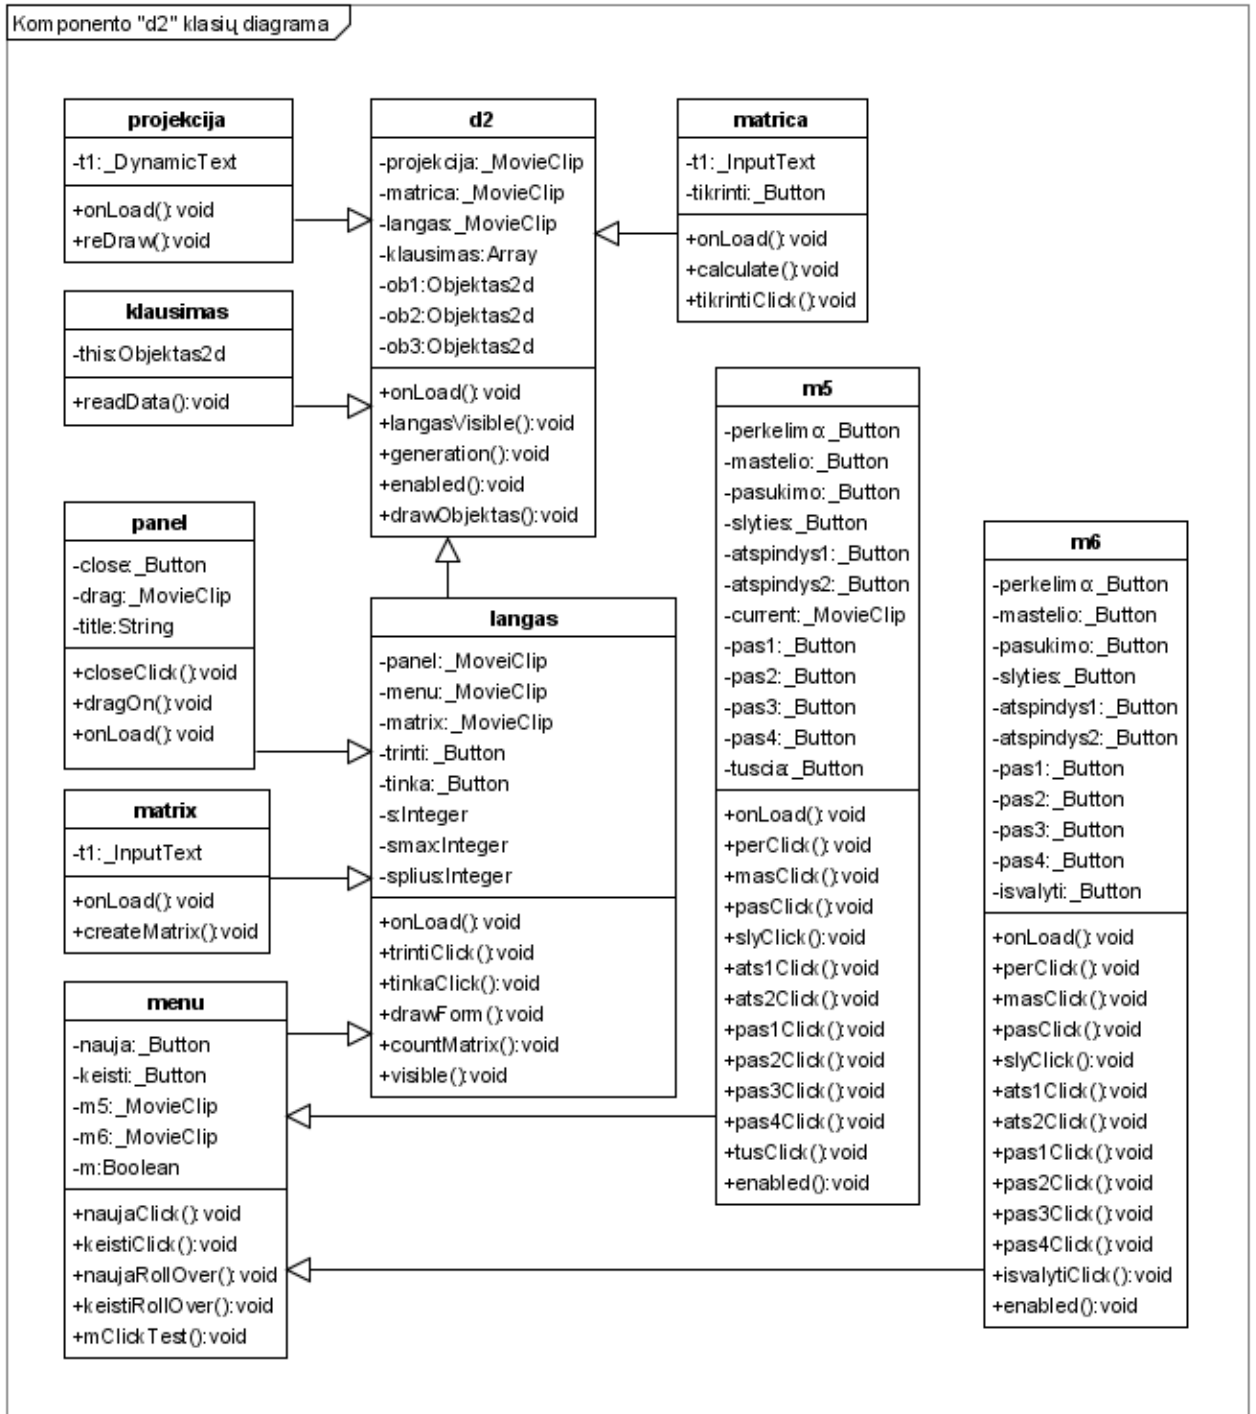 Komponento "d2" klasių diagrama
projekcija
-t1:_DynamicText
+onLoad():void
+reDraw():void
d2
-projekcija:_MovieClip
-matrica:_MovieClip
-langas:_MovieClip
-klausimas:Array
-ob1:Objektas2d
-ob2:Objektas2d
-ob3:Objektas2d
+onLoad():void
+langasVisible():void
+generation():void
+enabled():void
+drawObjektas():void
matrica
-t1:_InputText
-tikrinti:_Button
+onLoad():void
+calculate():void
+tikrintiClick():void
klausimas
-this:Objektas2d
+readData():void
panel
-close:_Button
-drag:_MovieClip
-title:String
+closeClick():void
+dragOn():void
+onLoad():void
langas
-panel:_MoveiClip
-menu:_MovieClip
-matrix:_MovieClip
-trinti:_Button
-tinka:_Button
-s:Integer
-smax:Integer
-splius:Integer
+onLoad():void
+trintiClick():void
+tinkaClick():void
+drawForm():void
+countMatrix():void
+visible():void
matrix
-t1:_InputText
+onLoad():void
+createMatrix():void
menu
-nauja:_Button
-keisti:_Button
-m5:_MovieClip
-m6:_MovieClip
-m:Boolean
+naujaClick():void
+keistiClick():void
+naujaRollOver():void
+keistiRollOver():void
+mClickTest():void
m5
-perkelimo:_Button
-mastelio:_Button
-pasukimo:_Button
-slyties:_Button
-atspindys1:_Button
-atspindys2:_Button
-current:_MovieClip
-pas1:_Button
-pas2:_Button
-pas3:_Button
-pas4:_Button
-tuscia:_Button
+onLoad():void
+perClick():void
+masClick():void
+pasClick():void
+slyClick():void
+ats1Click():void
+ats2Click():void
+pas1Click():void
+pas2Click():void
+pas3Click():void
+pas4Click():void
+tusClick():void
+enabled():void
m6
-perkelimo:_Button
-mastelio:_Button
-pasukimo:_Button
-slyties:_Button
-atspindys1:_Button
-atspindys2:_Button
-pas1:_Button
-pas2:_Button
-pas3:_Button
-pas4:_Button
-isvalyti:_Button
+onLoad():void
+perClick():void
+masClick():void
+pasClick():void
+slyClick():void
+ats1Click():void
+ats2Click():void
+pas1Click():void
+pas2Click():void
+pas3Click():void
+pas4Click():void
+isvalytiClick():void
+enabled():void